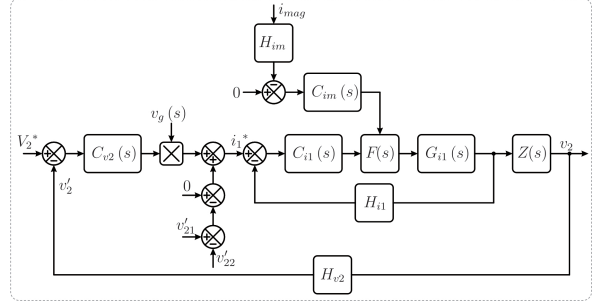 i_mag
H_im
0
C_im(s)
v_g(s)
V_2* C_v2(s) i_1* C_i1(s) F(s) G_i1(s) Z(s) v_2
v'_2
0
H_i1
v'_21
v'_22
H_v2